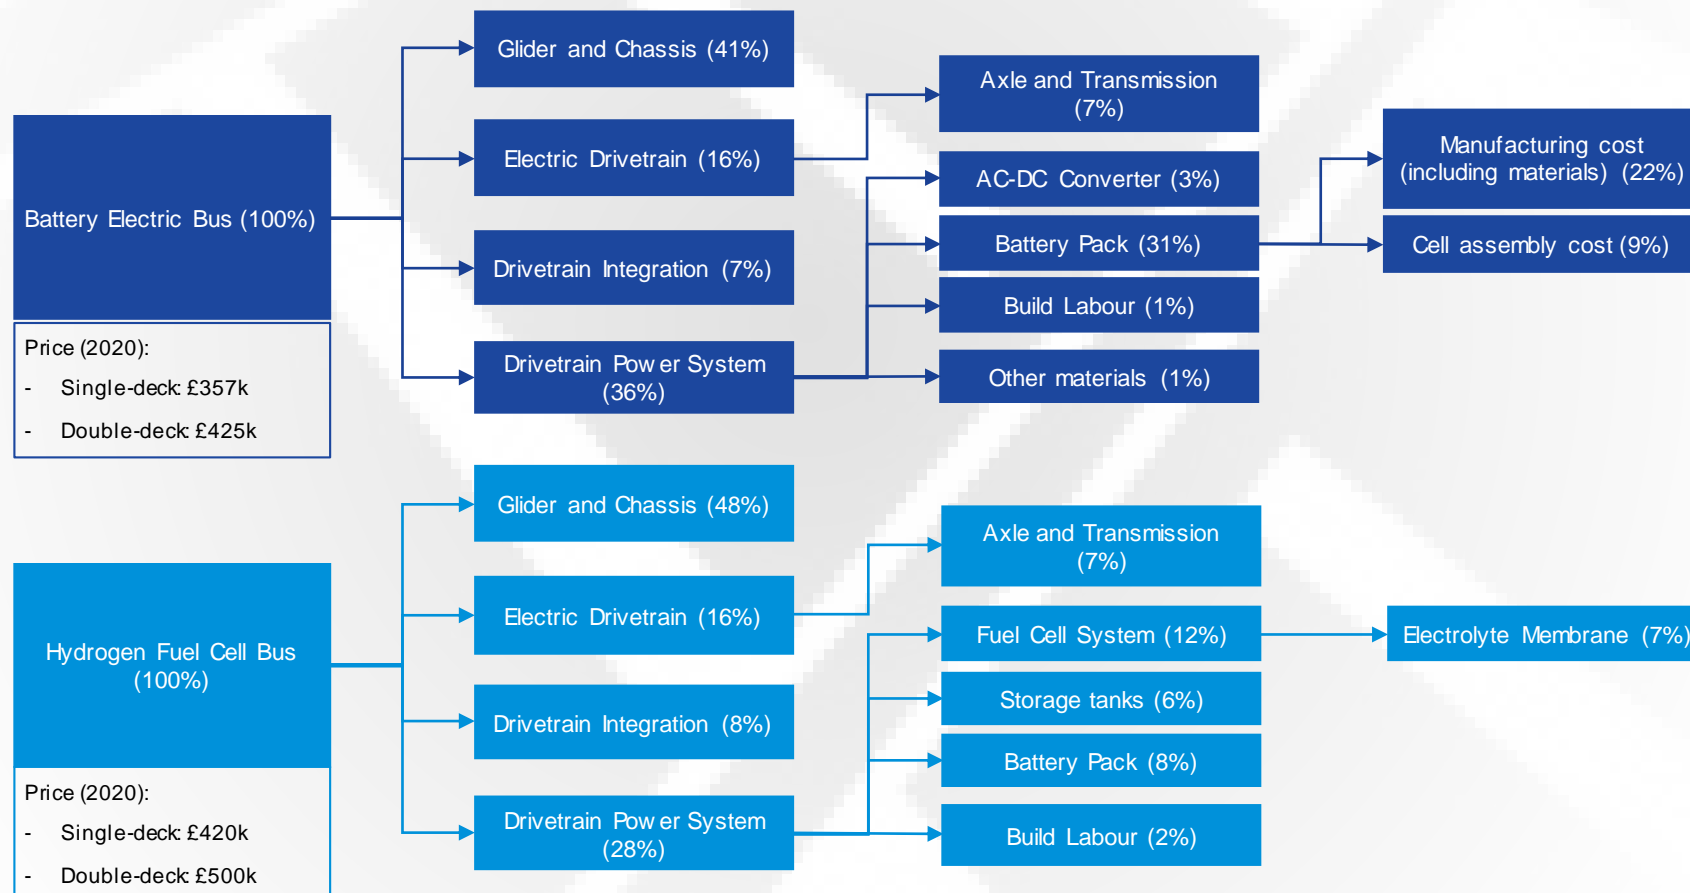 Battery Electric Bus (100%)
Price (2020):
- Single-deck: £357k
- Double-deck: £425k
Glider and Chassis (41%)
Electric Drivetrain (16%)
Drivetrain Integration (7%)
Drivetrain Power System
(36%)
Axle and Transmission
(7%)
AC-DC Converter (3%)
Battery Pack (31%)
Build Labour (1%)
Other materials (1%)
Manufacturing cost
(including materials) (22%)
Cell assembly cost (9%)
Hydrogen Fuel Cell Bus
(100%)
Price (2020):
- Single-deck: £420k
- Double-deck: £500k
Glider and Chassis (48%)
Electric Drivetrain (16%)
Drivetrain Integration (8%)
Drivetrain Power System
(28%)
Axle and Transmission
(7%)
Fuel Cell System (12%)
Storage tanks (6%)
Battery Pack (8%)
Build Labour (2%)
Electrolyte Membrane (7%)